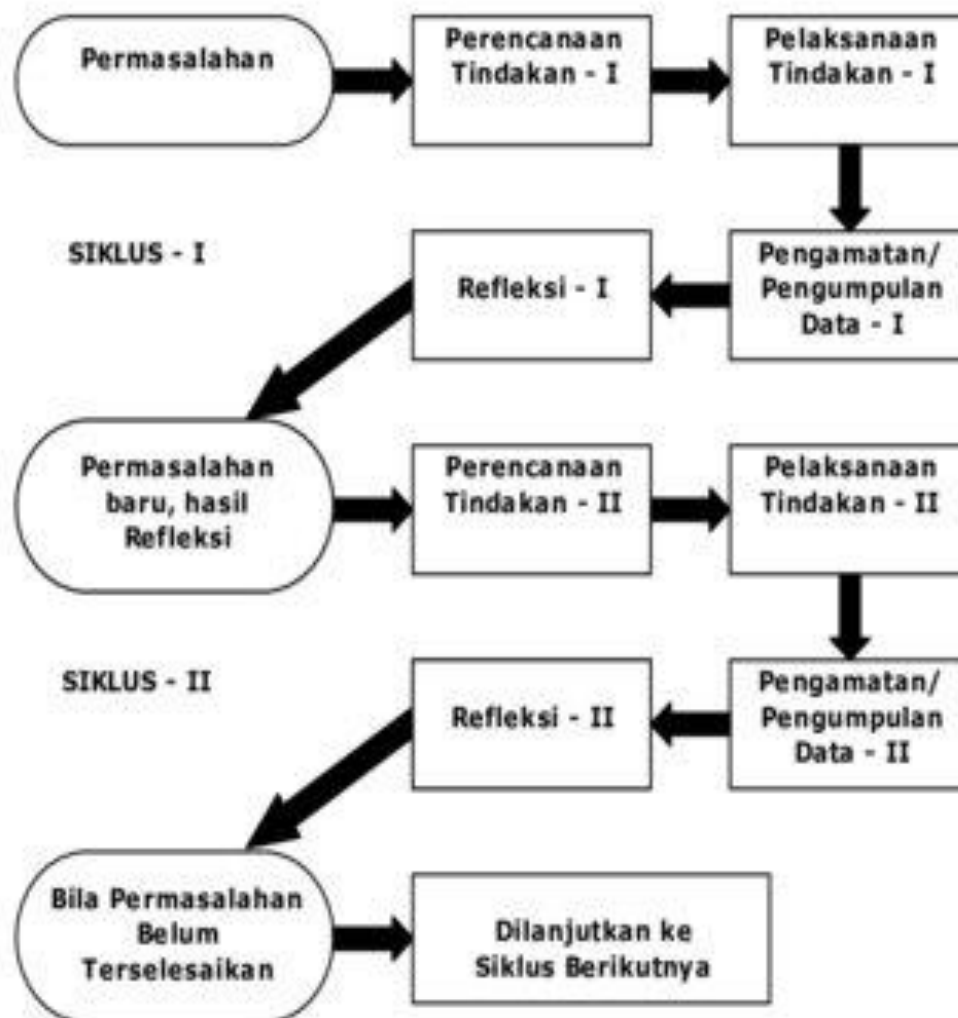 Permasalahan
Perencanaan
Tindakan - I
Pelaksanaan
Tindakan - I
SIKLUS - I
Refleksi - I
Pengamatan/
Pengumpulan
Data - I
Permasalahan
baru, hasil
Refleksi
Perencanaan
Tindakan - II
Pelaksanaan
Tindakan - II
SIKLUS - II
Refleksi - II
Pengamatan/
Pengumpulan
Data - II
Bila Permasalahan
Belum
Terselesaikan
Dilanjutkan ke
Siklus Berikutnya